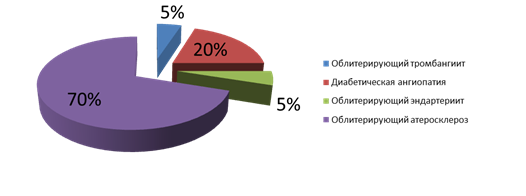 5%
20%
5%
70%
Облитерирующий тромбангиит
Диабетическая ангиопатия
Облитерирующий эндартериит
Облитерирующий атеросклероз